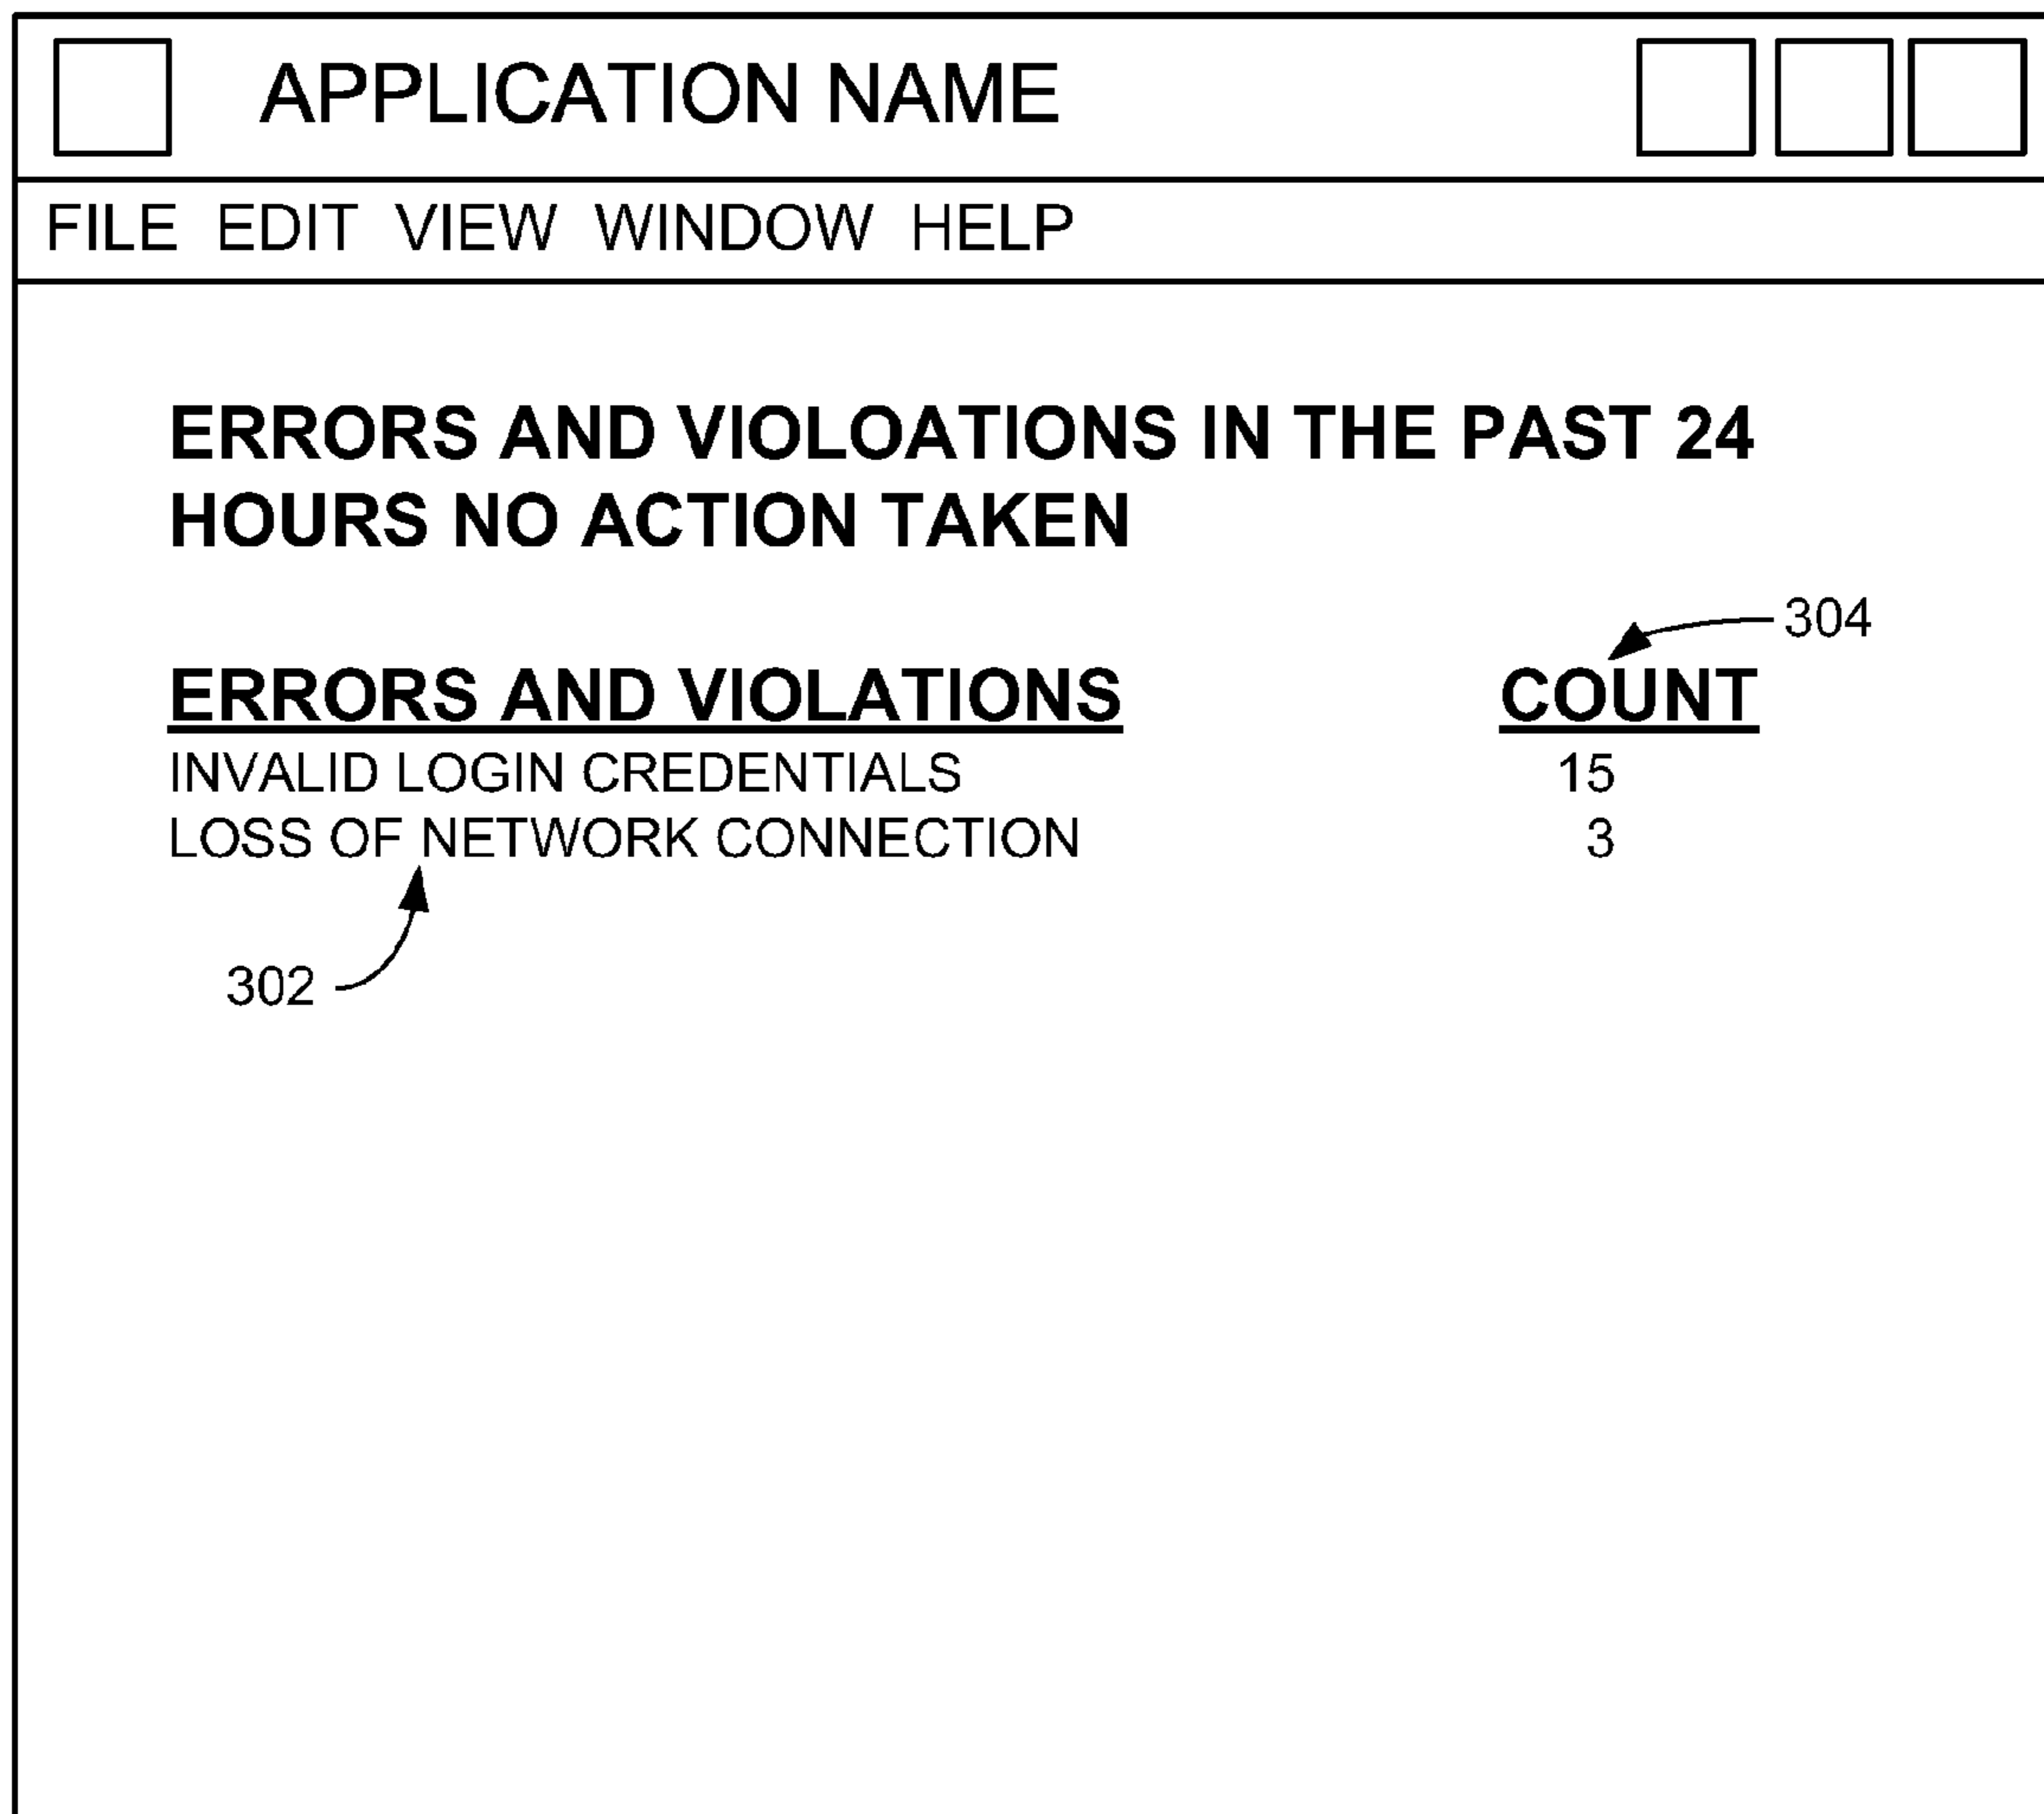 APPLICATION NAME
FILE EDIT VIEW WINDOW HELP
ERRORS AND VIOLOATIONS IN THE PAST 24
HOURS NO ACTION TAKEN
304
ERRORS AND VIOLATIONS COUNT
INVALID LOGIN CREDENTIALS 15
LOSS OF NETWORK CONNECTION 3
302